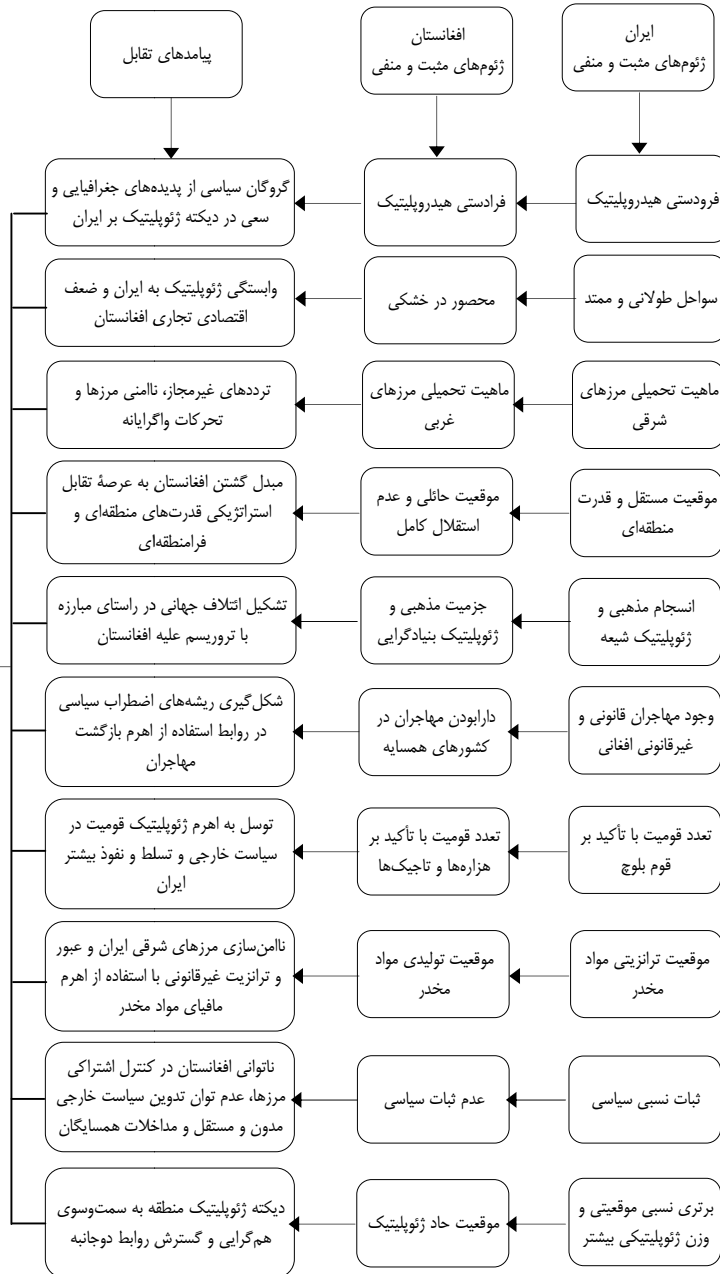 ایران
ژئوم‌های مثبت و منفی
افغانستان
ژئوم‌های مثبت و منفی
پیامدهای تقابل
فرودستی هیدروپلیتیک
فرادستی هیدروپلیتیک
گروگان سیاسی از پدیده‌های جغرافیایی و
سعی در دیکته ژئوپلیتیک بر ایران
سواحل طولانی و ممتد
محصور در خشکی
وابستگی ژئوپلیتیک به ایران و ضعف
اقتصادی تجاری افغانستان
ماهیت تحمیلی مرزهای
شرقی
ماهیت تحمیلی مرزهای
غربی
ترددهای غیرمجاز، ناامنی مرزها و
تحرکات واگرایانه
موقعیت مستقل و قدرت
منطقه‌ای
موقعیت حائلی و عدم
استقلال کامل
مبدل گشتن افغانستان به عرصهٔ تقابل
استراتژیکی قدرت‌های منطقه‌ای و
فرامنطقه‌ای
انسجام مذهبی و
ژئوپلیتیک شیعه
جزمیت مذهبی و
ژئوپلیتیک بنیادگرایی
تشکیل ائتلاف جهانی در راستای مبارزه
با تروریسم علیه افغانستان
وجود مهاجران قانونی و
غیرقانونی افغانی
دارابودن مهاجران در
کشورهای همسایه
شکل‌گیری ریشه‌های اضطراب سیاسی
در روابط استفاده از اهرم بازگشت
مهاجران
تعدد قومیت با تأکید بر
قوم بلوچ
تعدد قومیت با تأکید بر
هزاره‌ها و تاجیک‌ها
توسل به اهرم ژئوپلیتیک قومیت در
سیاست خارجی و تسلط و نفوذ بیشتر
ایران
موقعیت ترانزیتی مواد
مخدر
موقعیت تولیدی مواد
مخدر
ناامن‌سازی مرزهای شرقی ایران و عبور
و ترانزیت غیرقانونی با استفاده از اهرم
مافیای مواد مخدر
ثبات نسبی سیاسی
عدم ثبات سیاسی
ناتوانی افغانستان در کنترل اشتراکی
مرزها، عدم توان تدوین سیاست خارجی
مدون و مستقل و مداخلات همسایگان
برتری نسبی موقعیتی و
وزن ژئوپلیتیکی بیشتر
موقعیت حاد ژئوپلیتیک
دیکته ژئوپلیتیک منطقه به سمت‌وسوی
هم‌گرایی و گسترش روابط دوجانبه